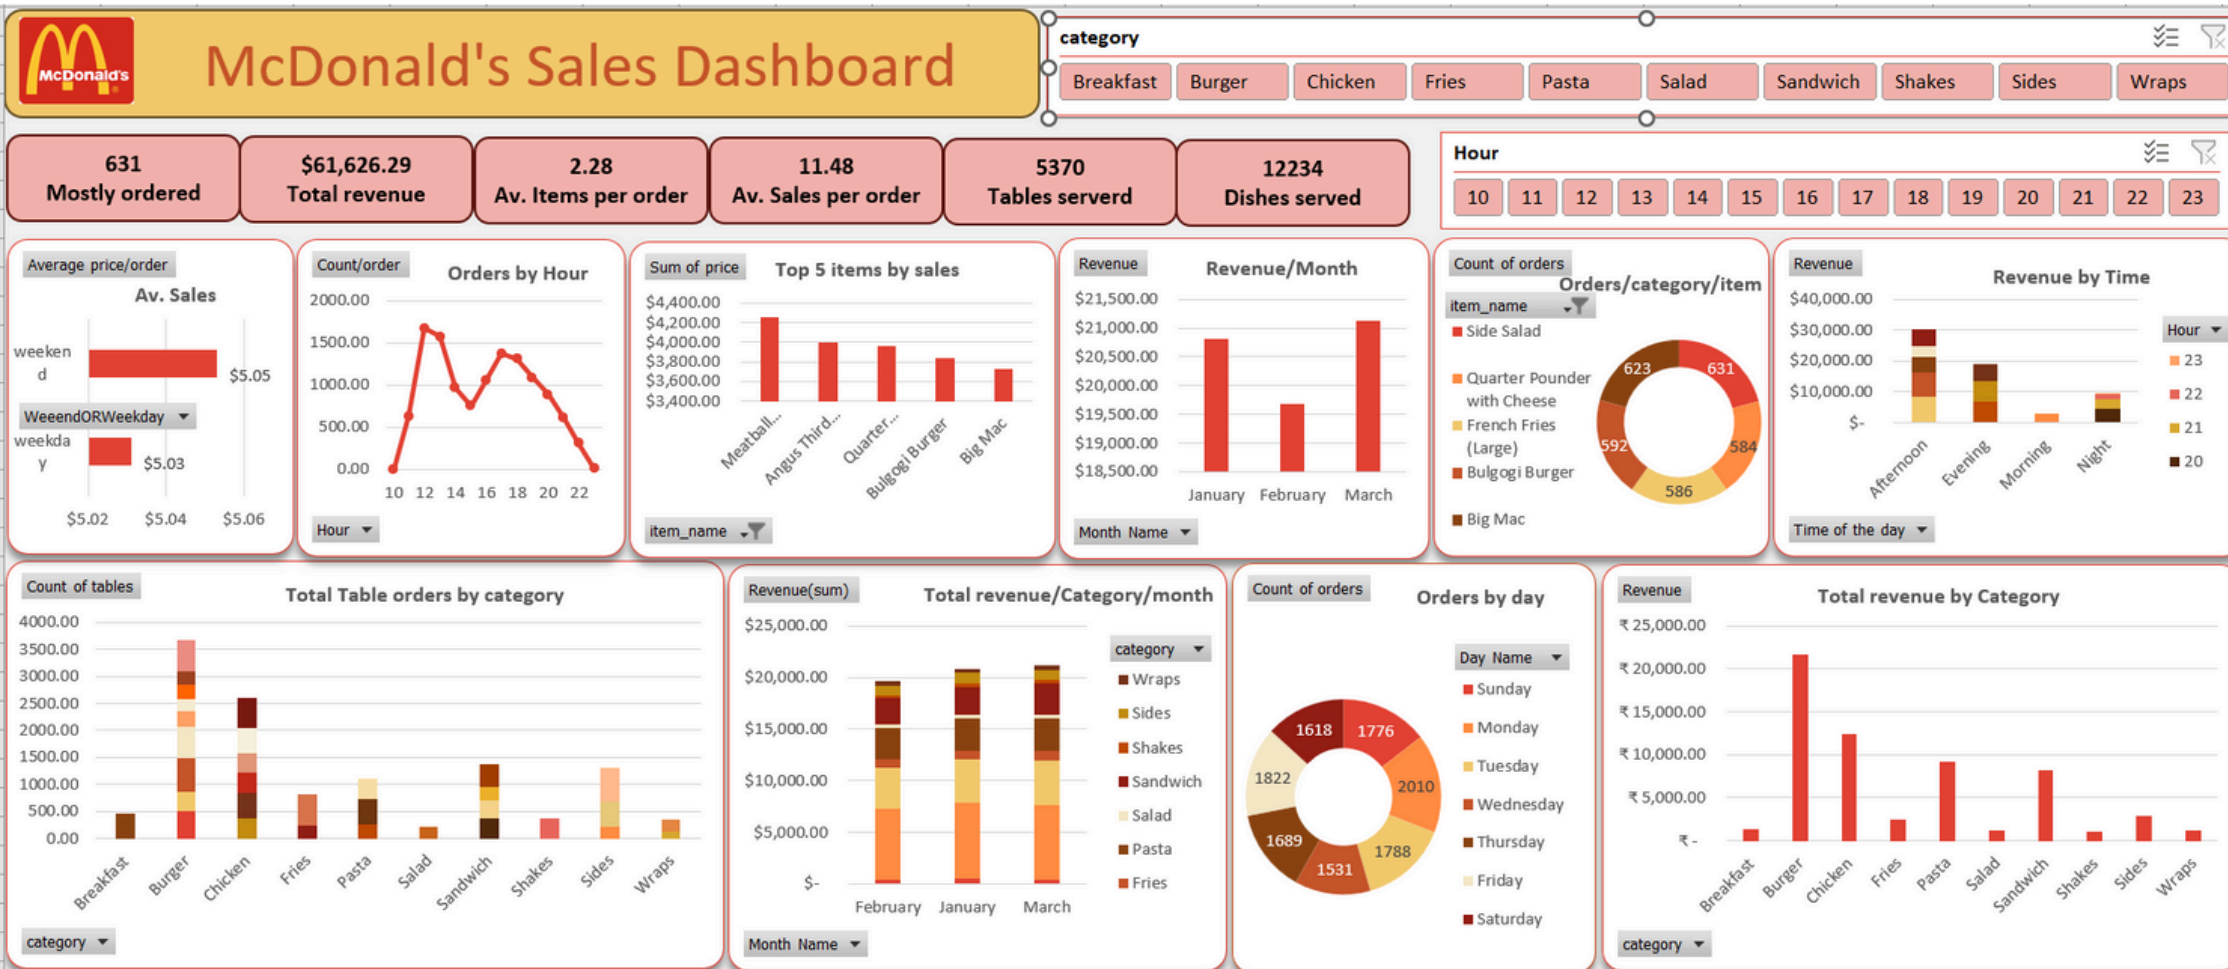 McDonald's
McDonald's Sales Dashboard
category
Breakfast Burger Chicken Fries Pasta Salad Sandwich Shakes Sides Wraps
631
Mostly ordered
$61,626.29
Total revenue
2.28
Av. Items per order
11.48
Av. Sales per order
5370
Tables serverd
12234
Dishes served
Hour
10 11 12 13 14 15 16 17 18 19 20 21 22 23
Average price/order
Av. Sales
weeken
d
$5.05
WeeendORWeekday
weekda
y
$5.03
$5.02 $5.04 $5.06
Count/order
Orders by Hour
2000.00
1500.00
1000.00
500.00
0.00
10 12 14 16 18 20 22
Hour
Sum of price
Top 5 items by sales
$4,400.00
$4,200.00
$4,000.00
$3,800.00
$3,600.00
$3,400.00
Meatball...
Angus Third...
Quarter...
Bulgogi Burger
Big Mac
item_name
Revenue
Revenue/Month
$21,500.00
$21,000.00
$20,500.00
$20,000.00
$19,500.00
$19,000.00
$18,500.00
January February March
Month Name
Count of orders
Orders/category/item
item_name
Side Salad
Quarter Pounder
with Cheese
French Fries
(Large)
Bulgogi Burger
Big Mac
623
631
592
584
586
Revenue
Revenue by Time
$40,000.00
$30,000.00
$20,000.00
$10,000.00
$-
Afternoon
Evening
Morning
Night
Hour
23
22
21
20
Time of the day
Count of tables
Total Table orders by category
4000.00
3500.00
3000.00
2500.00
2000.00
1500.00
1000.00
500.00
0.00
Breakfast
Burger
Chicken
Fries
Pasta
Salad
Sandwich
Shakes
Sides
Wraps
category
Revenue(sum)
Total revenue/Category/month
$25,000.00
$20,000.00
$15,000.00
$10,000.00
$5,000.00
$-
February January March
category
Wraps
Sides
Shakes
Sandwich
Salad
Pasta
Fries
Month Name
Count of orders
Orders by day
1618
1776
1822
2010
1689
1788
1531
Day Name
Sunday
Monday
Tuesday
Wednesday
Thursday
Friday
Saturday
Revenue
Total revenue by Category
₹ 25,000.00
₹ 20,000.00
₹ 15,000.00
₹ 10,000.00
₹ 5,000.00
₹ -
Breakfast
Burger
Chicken
Fries
Pasta
Salad
Sandwich
Shakes
Sides
Wraps
category